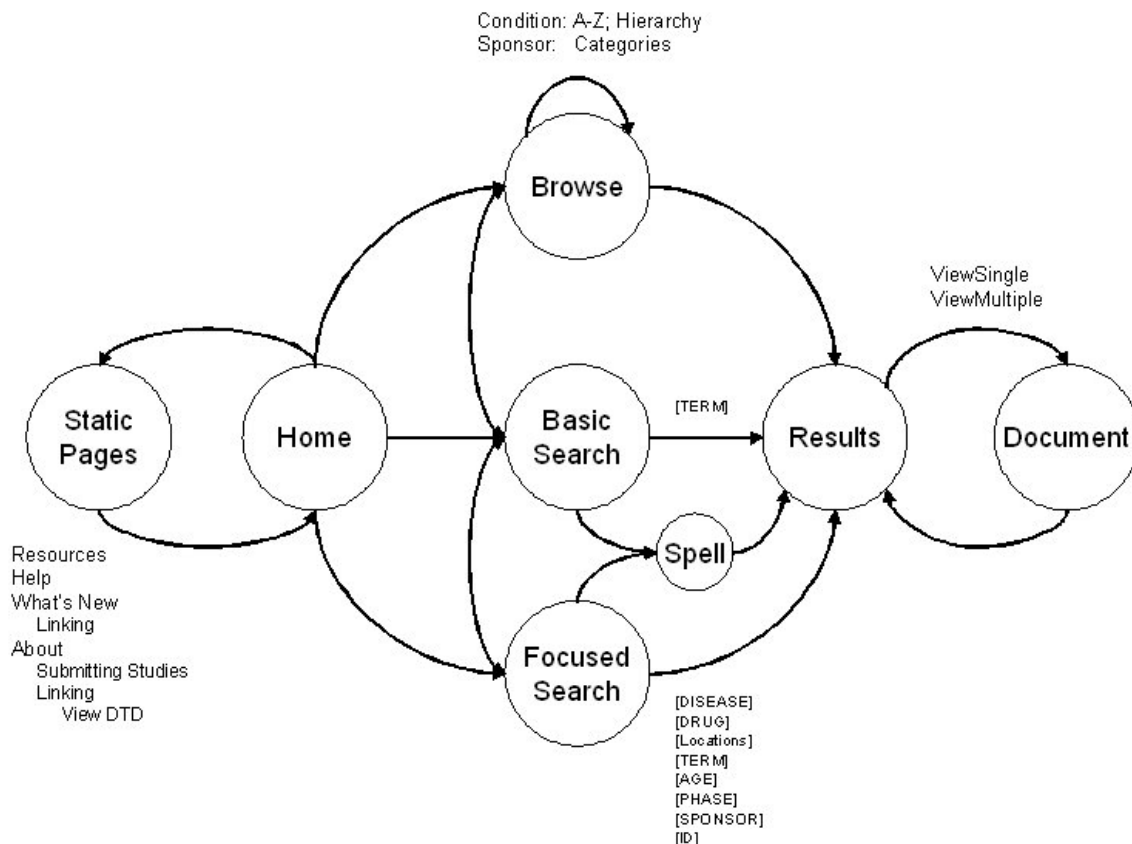 Condition: A-Z; Hierarchy
Sponsor: Categories
Browse
ViewSingle
ViewMultiple
Static
Pages
Home
Basic
Search
[TERM]
Results
Document
Spell
Resources
Help
What's New
Linking
About
Submitting Studies
Linking
View DTD
Focused
Search
[DISEASE]
[DRUG]
[Locations]
[TERM]
[AGE]
[PHASE]
[SPONSOR]
[ID]